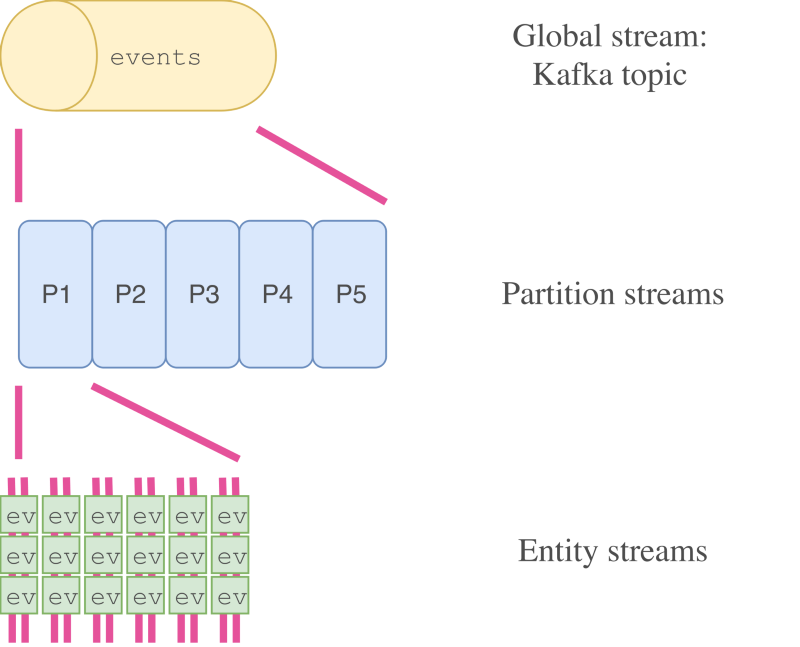 events
Global stream:
Kafka topic
P1 P2 P3 P4 P5
Partition streams
ev ev ev ev ev ev
ev ev ev ev ev ev
Entity streams
ev ev ev ev ev ev